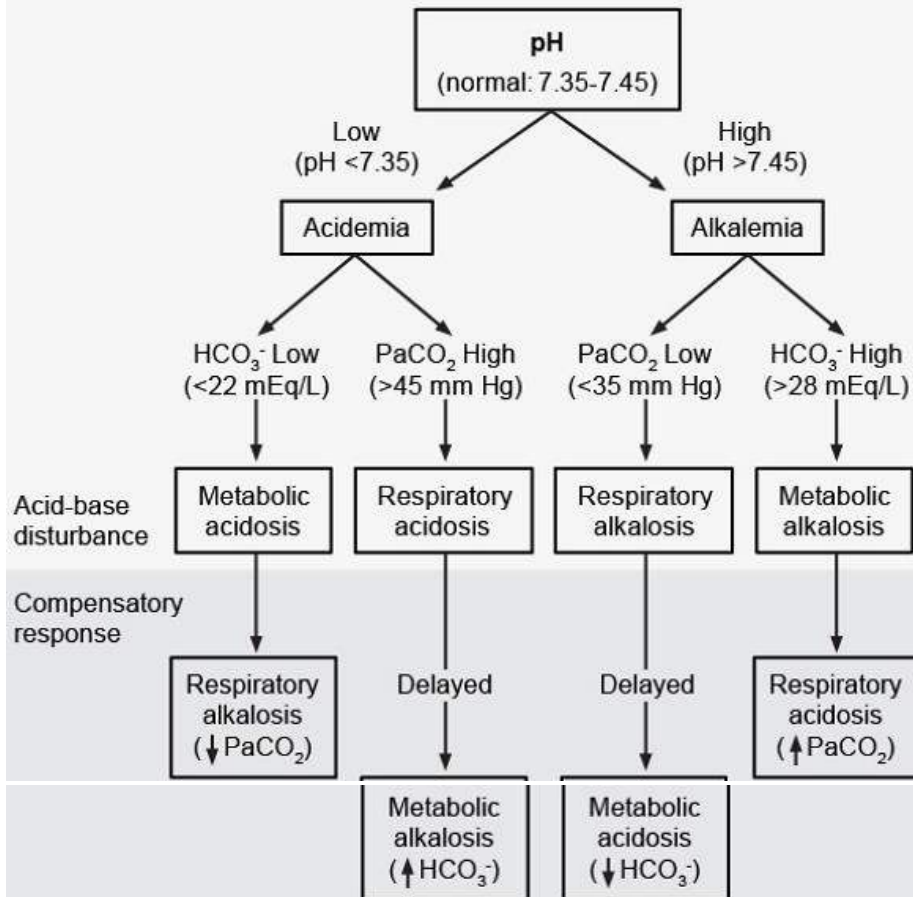 pH
(normal: 7.35-7.45)
Low
(pH <7.35)
High
(pH >7.45)
Acidemia
Alkalemia
HCO₃⁻ Low
(<22 mEq/L)
PaCO₂ High
(>45 mm Hg)
PaCO₂ Low
(<35 mm Hg)
HCO₃⁻ High
(>28 mEq/L)
Acid-base
disturbance
Metabolic
acidosis
Respiratory
acidosis
Respiratory
alkalosis
Metabolic
alkalosis
Compensatory
response
Respiratory
alkalosis
(↓PaCO₂)
Delayed
Delayed
Respiratory
acidosis
(↑PaCO₂)
Metabolic
alkalosis
(↑HCO₃⁻)
Metabolic
acidosis
(↓HCO₃⁻)